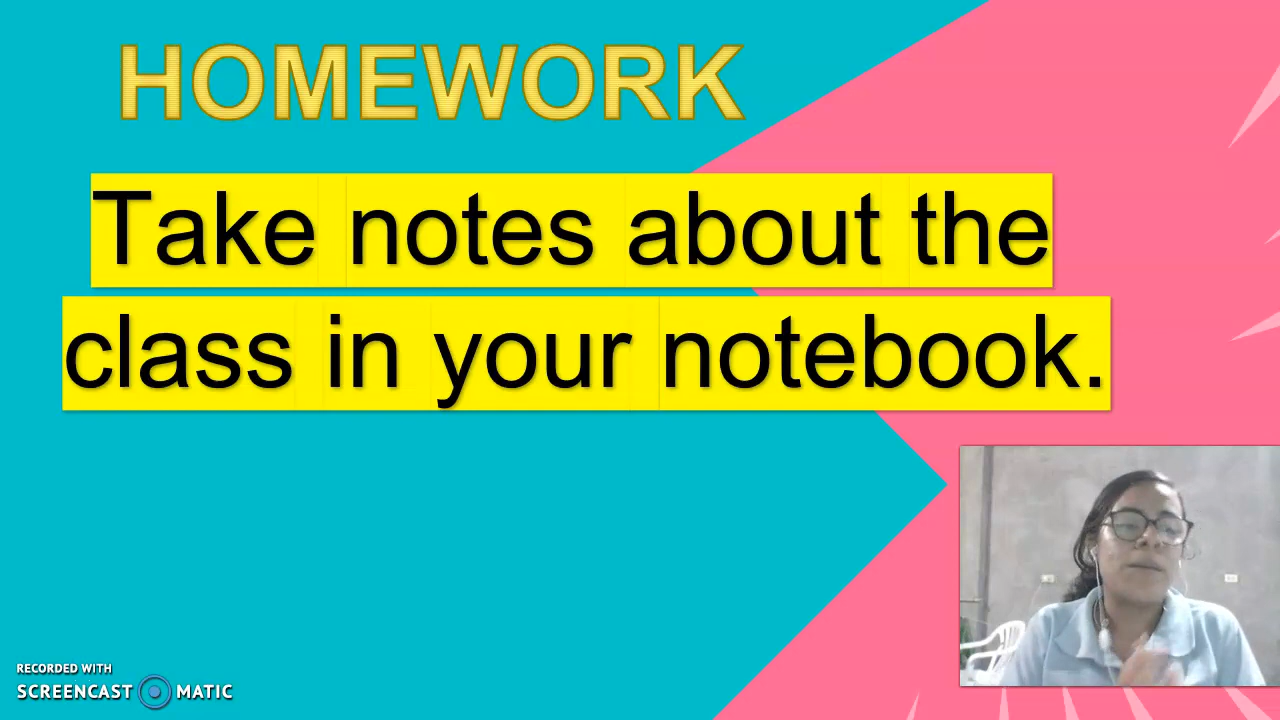 HOMEWORK
Take notes about the
class in your notebook.
RECORDED WITH
SCREENCAST MATIC